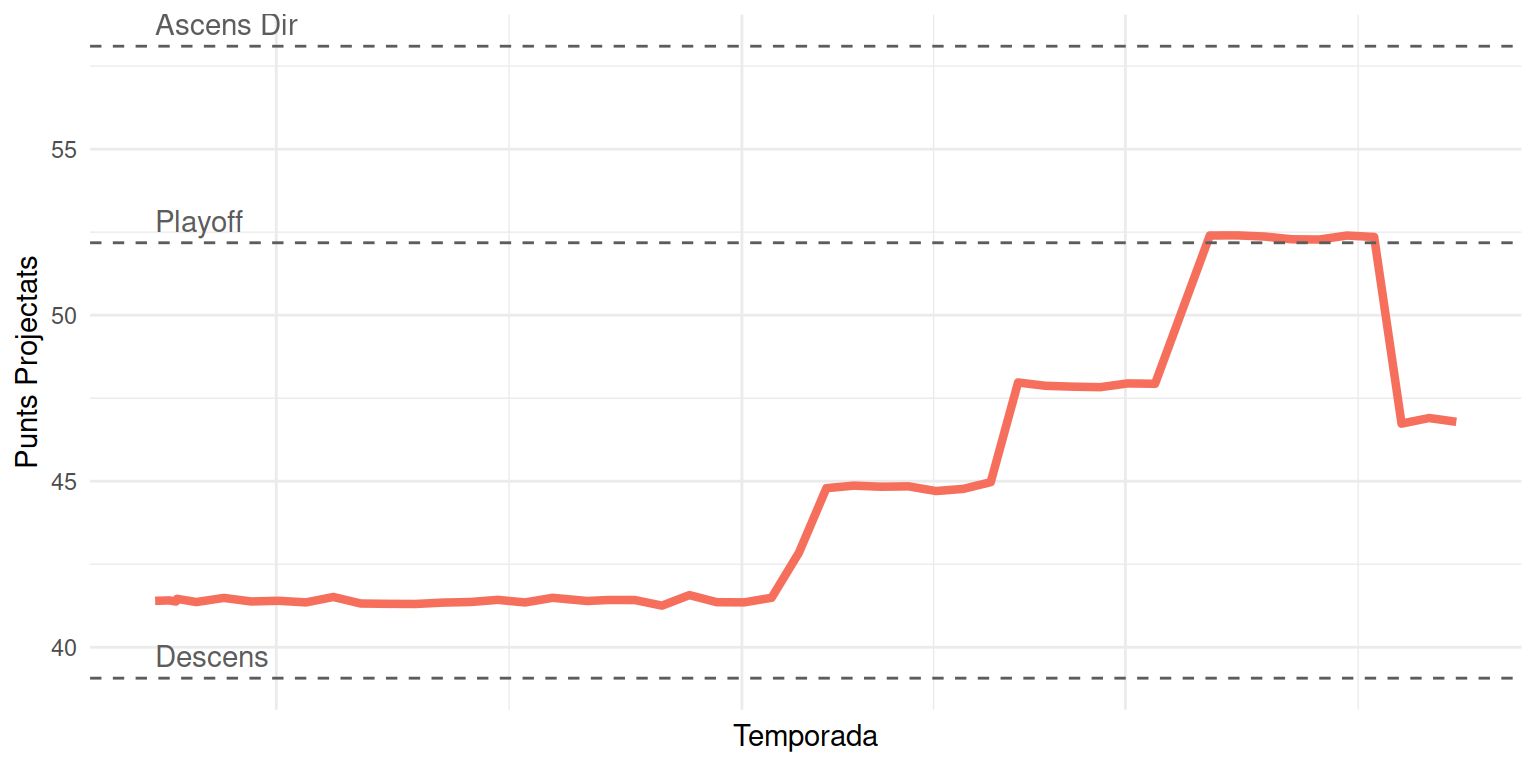 Ascens Dir
55
Playoff
50
45
40
Descens
Punts Projectats
Temporada